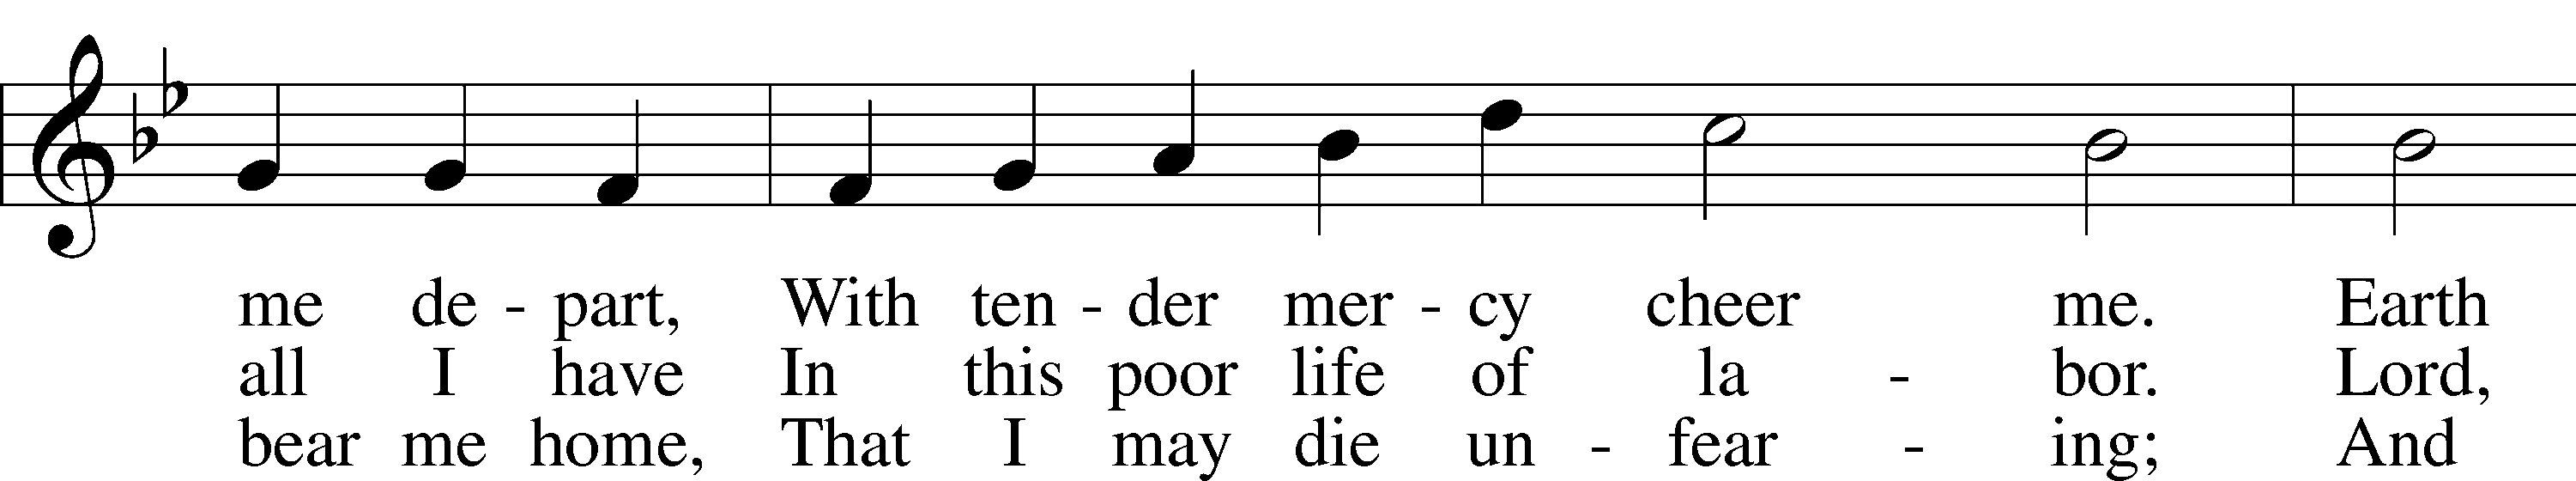 me de - part, With ten - der mer - cy cheer me. Earth
all I have In this poor life of la - bor. Lord,
bear me home, That I may die un - fear - ing; And